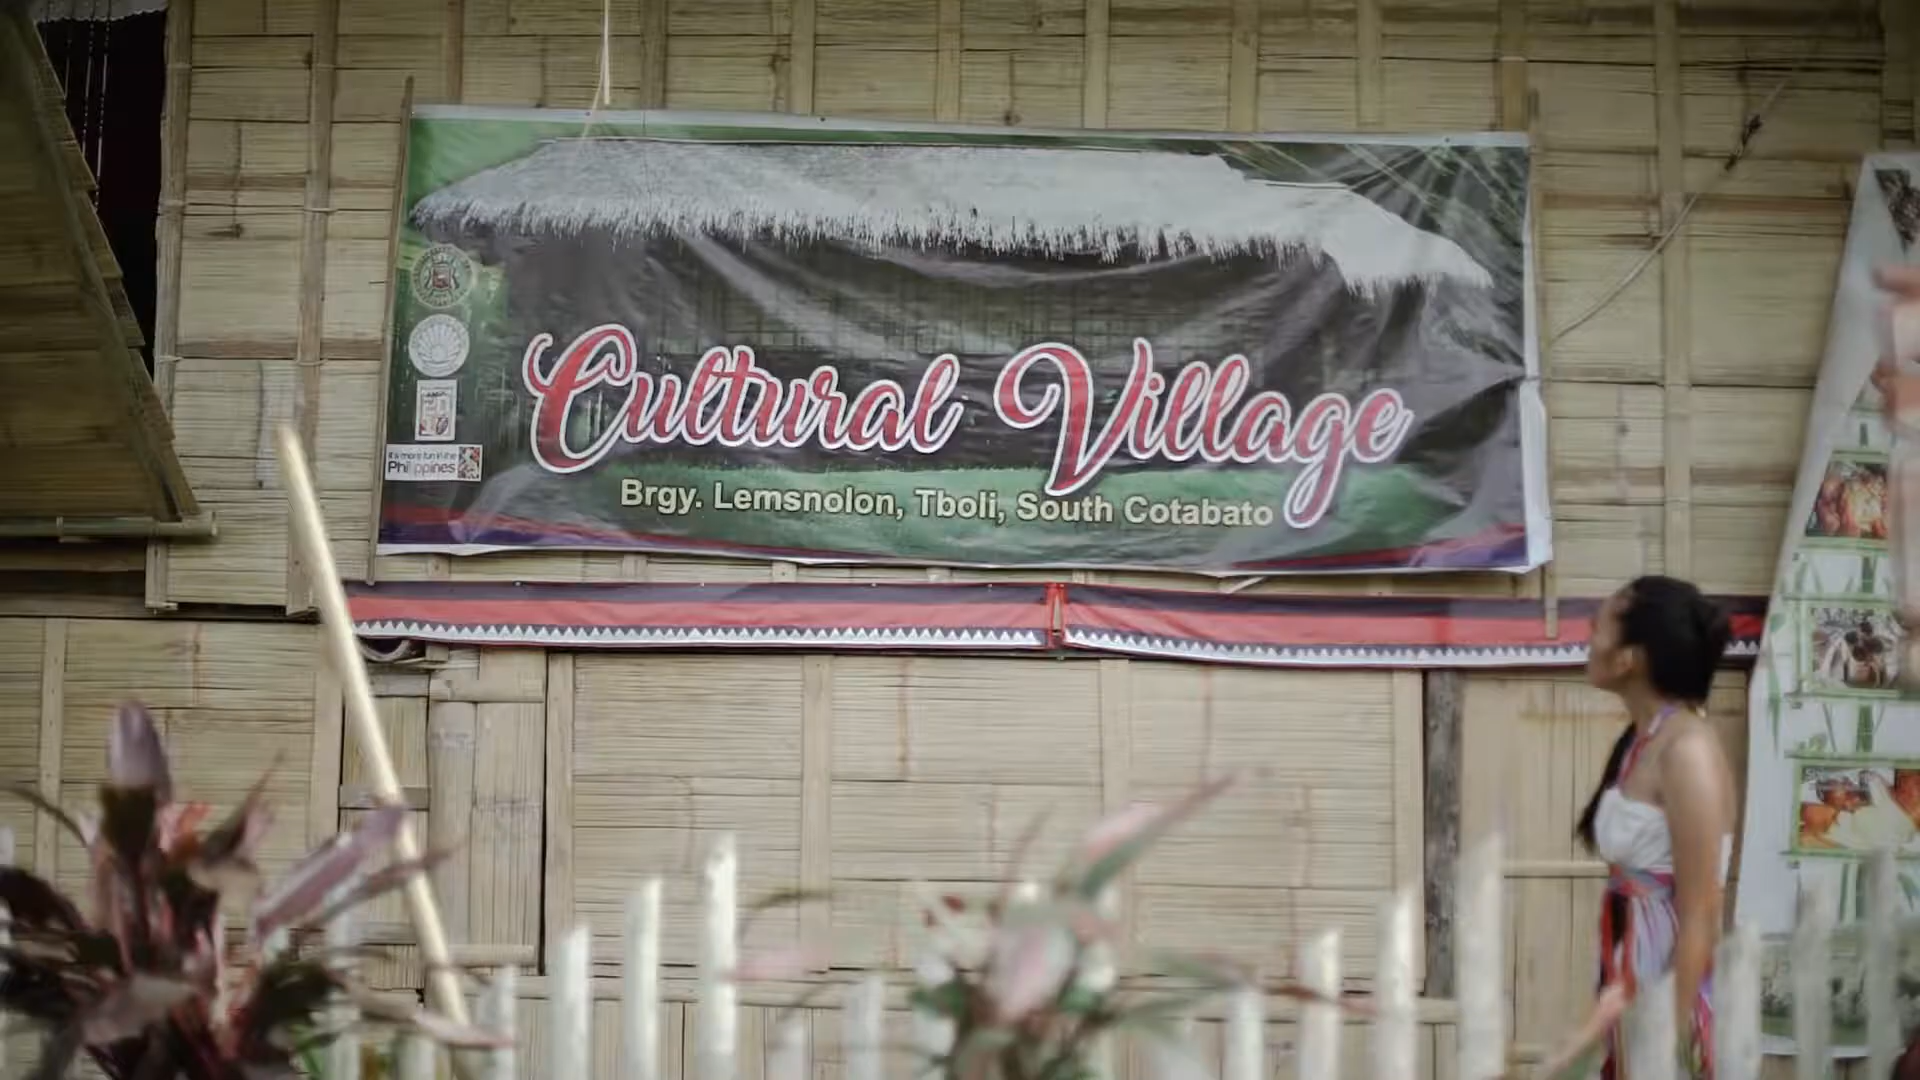 Cultural Village
Brgy. Lemsnolon, Tboli, South Cotabato
It's more fun in the
Philippines